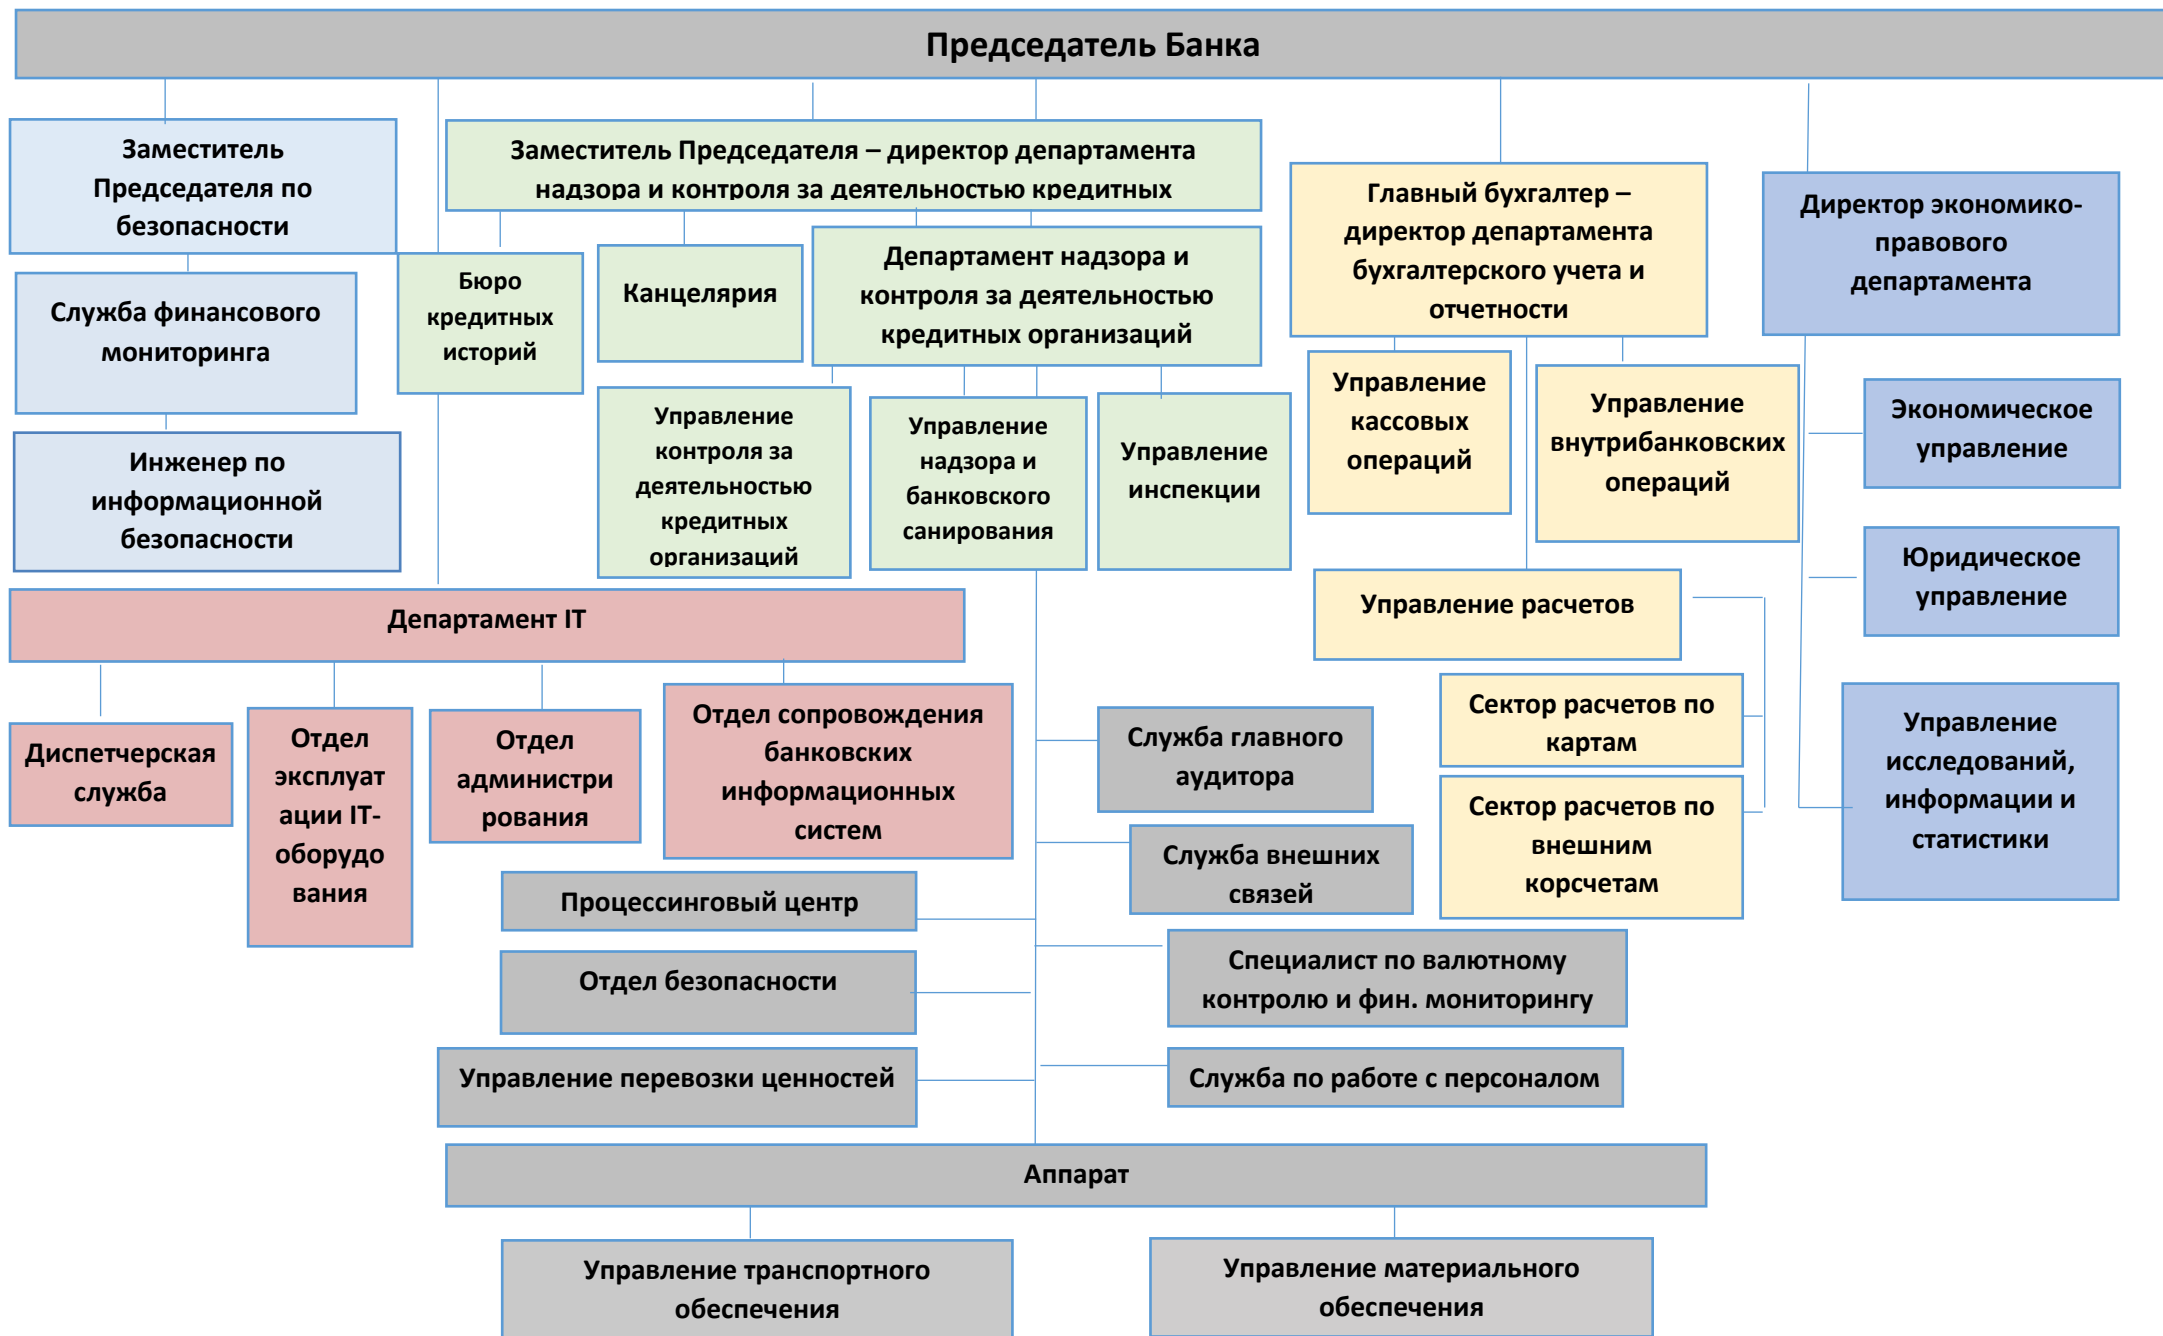 Председатель Банка
Заместитель
Председателя по
безопасности
Заместитель Председателя – директор департамента
надзора и контроля за деятельностью кредитных
Главный бухгалтер –
директор департамента
бухгалтерского учета и
отчетности
Директор экономико-
правового
департамента
Служба финансового
мониторинга
Бюро
кредитных
историй
Канцелярия
Департамент надзора и
контроля за деятельностью
кредитных организаций
Инженер по
информационной
безопасности
Управление
контроля за
деятельностью
кредитных
организаций
Управление
надзора и
банковского
санирования
Управление
инспекции
Управление
кассовых
операций
Управление
внутрибанковских
операций
Экономическое
управление
Юридическое
управление
Департамент IT
Управление расчетов
Диспетчерская
служба
Отдел
эксплуат
ации IT-
оборудо
вания
Отдел
администри
рования
Отдел сопровождения
банковских
информационных
систем
Служба главного
аудитора
Сектор расчетов по
картам
Управление
исследований,
информации и
статистики
Служба внешних
связей
Сектор расчетов по
внешним
корсчетам
Процессинговый центр
Отдел безопасности
Специалист по валютному
контролю и фин. мониторингу
Управление перевозки ценностей
Служба по работе с персоналом
Аппарат
Управление транспортного
обеспечения
Управление материального
обеспечения